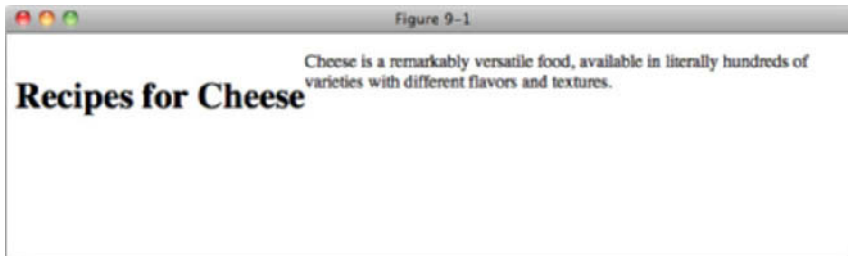 Figure 9-1
Cheese is a remarkably versatile food, available in literally hundreds of
Recipes for Cheese varieties with different flavors and textures.